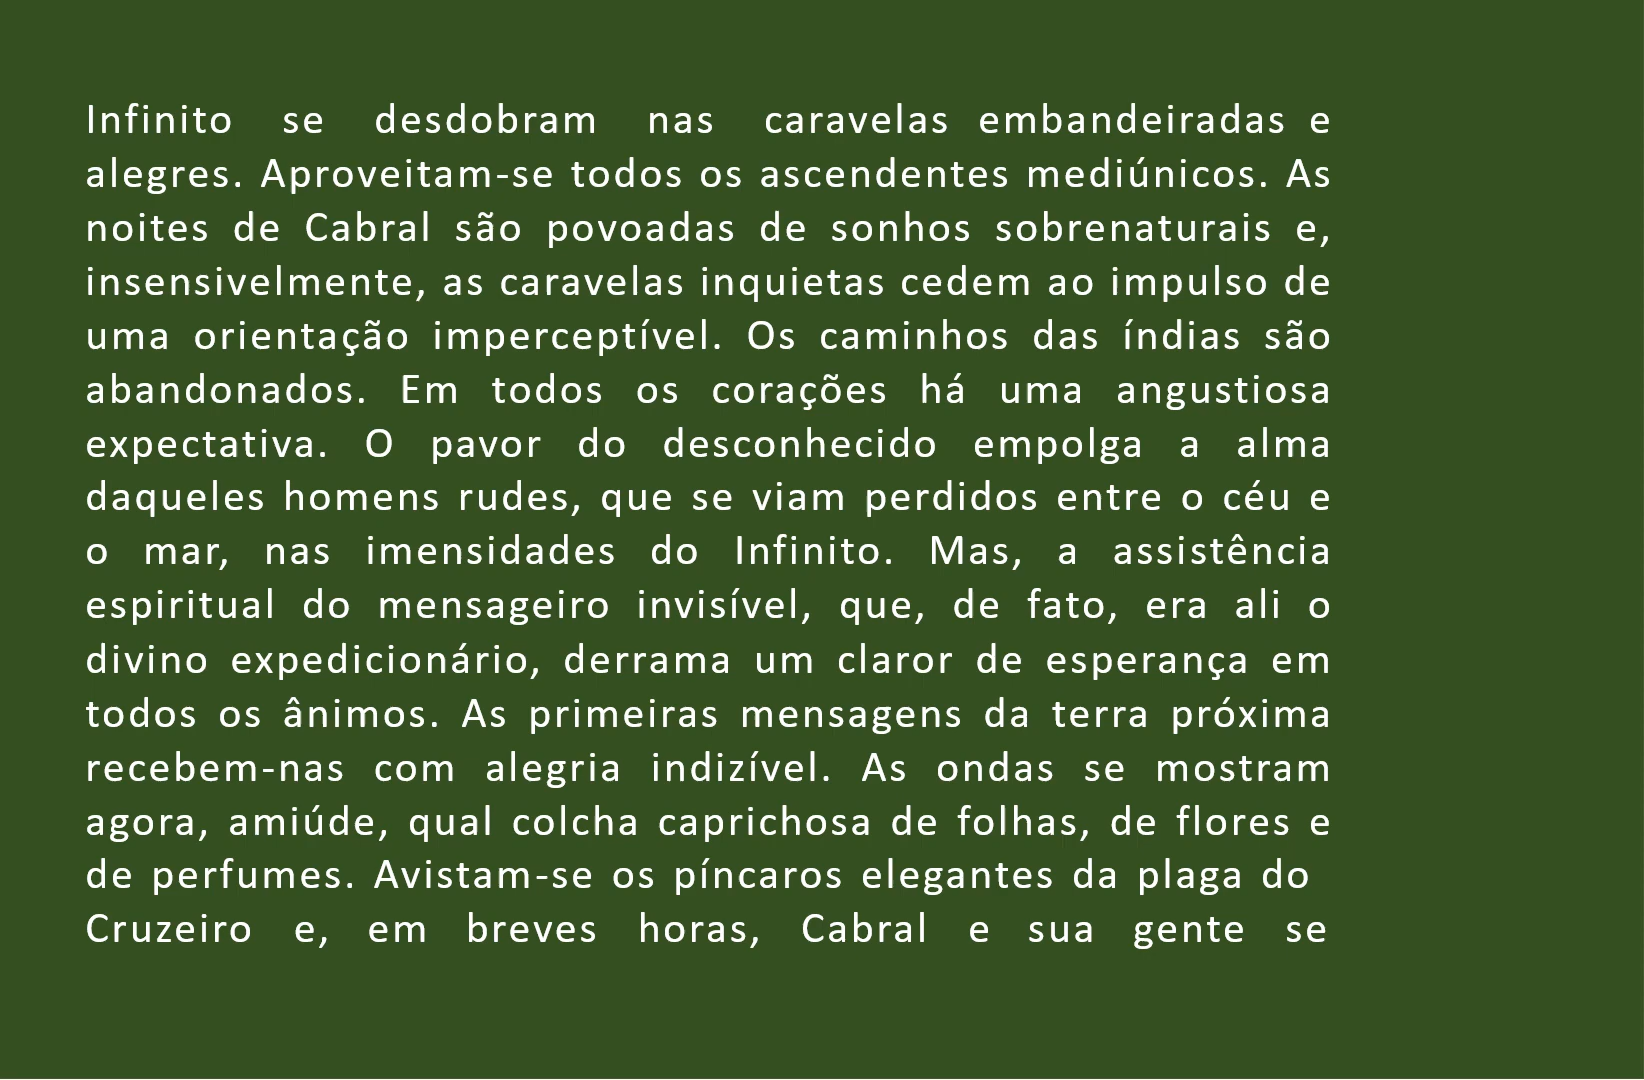 Infinito se desdobram nas caravelas embandeiradas e
alegres. Aproveitam-se todos os ascendentes mediúnicos. As
noites de Cabral são povoadas de sonhos sobrenaturais e,
insensivelmente, as caravelas inquietas cedem ao impulso de
uma orientação imperceptível. Os caminhos das índias são
abandonados. Em todos os corações há uma angustiosa
expectativa. O pavor do desconhecido empolga a alma
daqueles homens rudes, que se viam perdidos entre o céu e
o mar, nas imensidades do Infinito. Mas, a assistência
espiritual do mensageiro invisível, que, de fato, era ali o
divino expedicionário, derrama um claror de esperança em
todos os ânimos. As primeiras mensagens da terra próxima
recebem-nas com alegria indizível. As ondas se mostram
agora, amiúde, qual colcha caprichosa de folhas, de flores e
de perfumes. Avistam-se os píncaros elegantes da plaga do
Cruzeiro e, em breves horas, Cabral e sua gente se